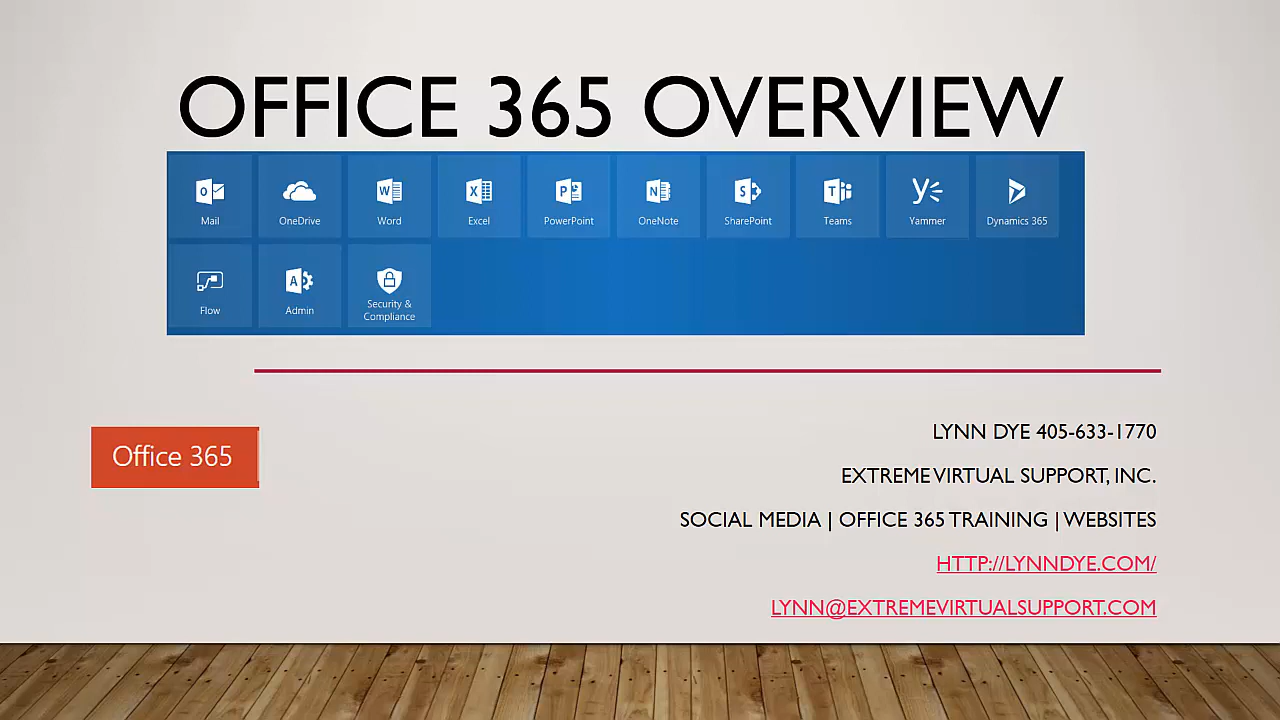 OFFICE 365 OVERVIEW
Mail OneDrive Word Excel PowerPoint OneNote SharePoint Teams Yammer Dynamics 365
Flow Admin Security & Compliance
Office 365
LYNN DYE 405-633-1770
EXTREME VIRTUAL SUPPORT, INC.
SOCIAL MEDIA | OFFICE 365 TRAINING | WEBSITES
HTTP://LYNNDYE.COM/
LYNN@EXTREMEVIRTUALSUPPORT.COM